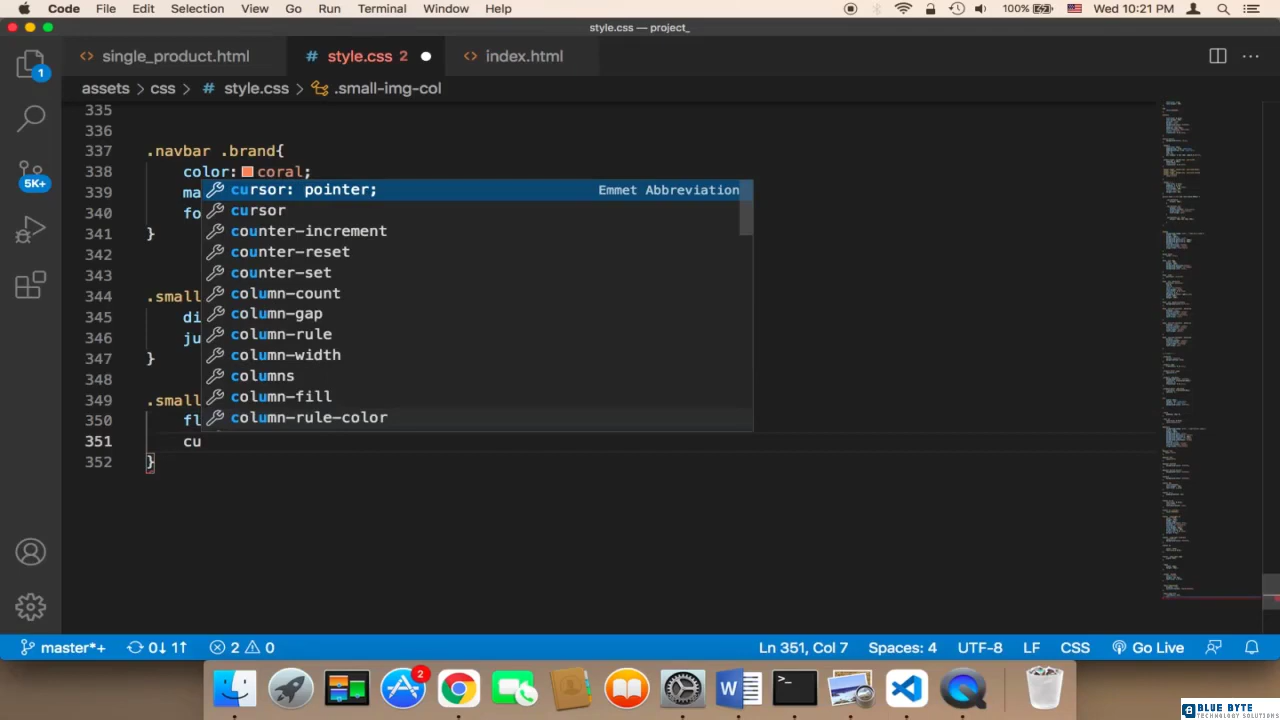 Code File Edit Selection View Go Run Terminal Window Help 100% Wed 10:21 PM
style.css — project_
single_product.html style.css 2 index.html
assets > css > style.css > .small-img-col
335
336
337 .navbar .brand{
338 color: coral;
339 ma
cursor: pointer; Emmet Abbreviation
340 fo
cursor
341 }
counter-increment
342
counter-reset
343
counter-set
344 .small
column-count
345 di
column-gap
346 ju
column-rule
347 }
column-width
348
columns
349 .small
column-fill
350 fl
column-rule-color
351 cu
352 }
1
5K+
master*+ 0↓ 1↑ 2 0 Ln 351, Col 7 Spaces: 4 UTF-8 LF CSS Go Live
2
W
>_
BLUE BYTE
TECHNOLOGY SOLUTIONS